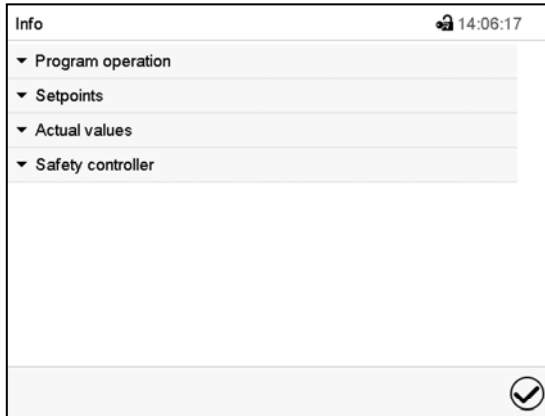 Info 14:06:17
Program operation
Setpoints
Actual values
Safety controller